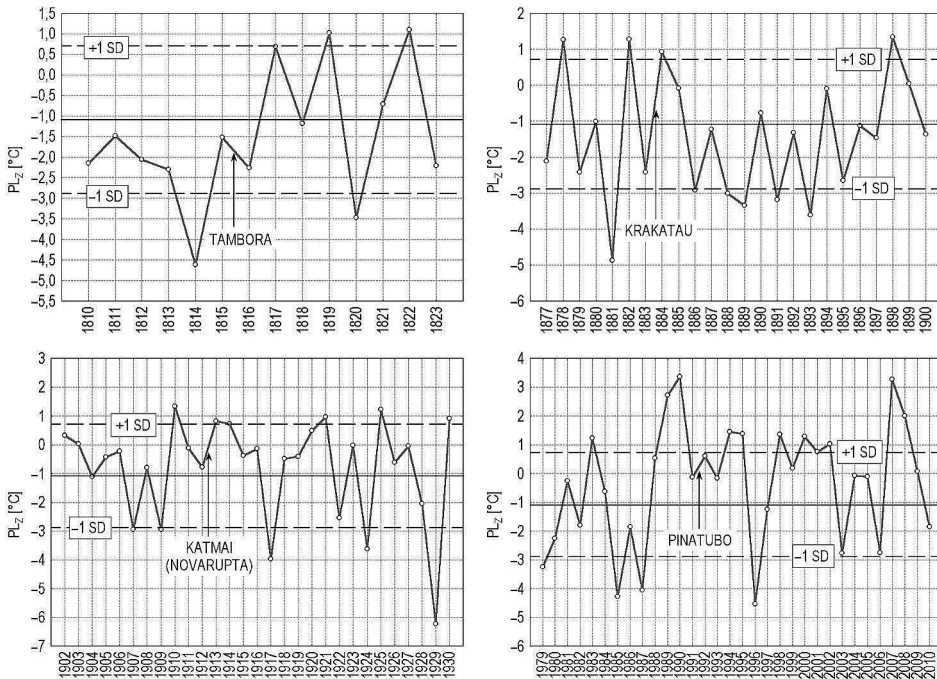 PL_Z [°C]
1,5
1,0
0,5
0,0
–0,5
–1,0
–1,5
–2,0
–2,5
–3,0
–3,5
–4,0
–4,5
–5,0
–5,5
+1 SD
–1 SD
TAMBORA
1810 1811 1812 1813 1814 1815 1816 1817 1818 1819 1820 1821 1822 1823
PL_Z [°C]
2
1
0
–1
–2
–3
–4
–5
–6
+1 SD
–1 SD
KRAKATAU
1877 1878 1879 1880 1881 1882 1883 1884 1885 1886 1887 1888 1889 1890 1891 1892 1893 1894 1895 1896 1897 1898 1899 1900
PL_Z [°C]
3
2
1
0
–1
–2
–3
–4
–5
–6
–7
+1 SD
–1 SD
KATMAI
(NOVARUPTA)
1902 1903 1904 1905 1906 1907 1908 1909 1910 1911 1912 1913 1914 1915 1916 1917 1918 1919 1920 1921 1922 1923 1924 1925 1926 1927 1928 1929 1930
PL_Z [°C]
4
3
2
1
0
–1
–2
–3
–4
–5
–6
+1 SD
–1 SD
PINATUBO
1979 1980 1981 1982 1983 1984 1985 1986 1987 1988 1989 1990 1991 1992 1993 1994 1995 1996 1997 1998 1999 2000 2001 2002 2003 2004 2005 2006 2007 2008 2009 2010